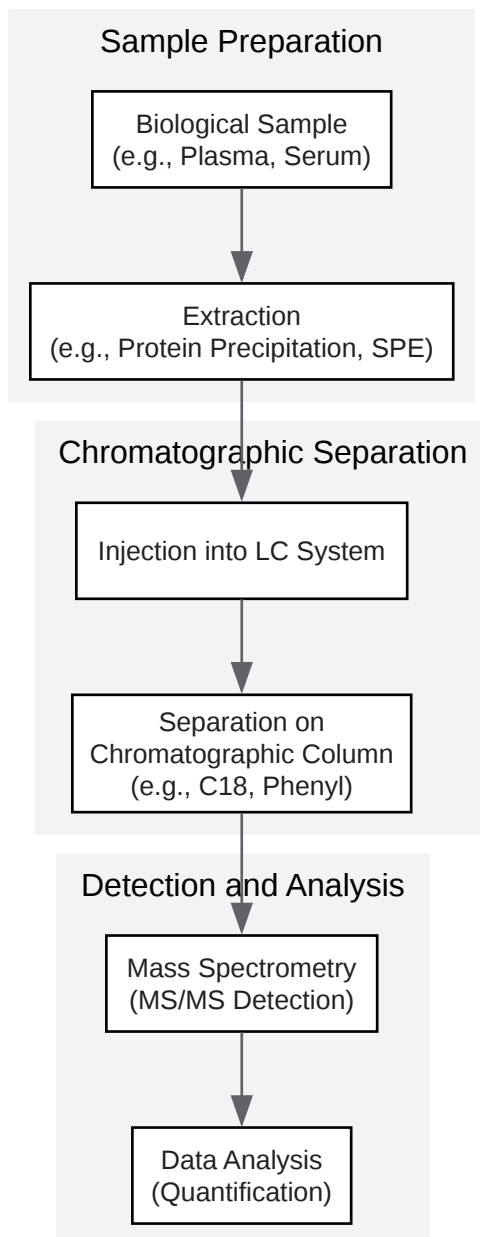 Sample Preparation
Biological Sample
(e.g., Plasma, Serum)
Extraction
(e.g., Protein Precipitation, SPE)
Chromatographic Separation
Injection into LC System
Separation on
Chromatographic Column
(e.g., C18, Phenyl)
Detection and Analysis
Mass Spectrometry
(MS/MS Detection)
Data Analysis
(Quantification)